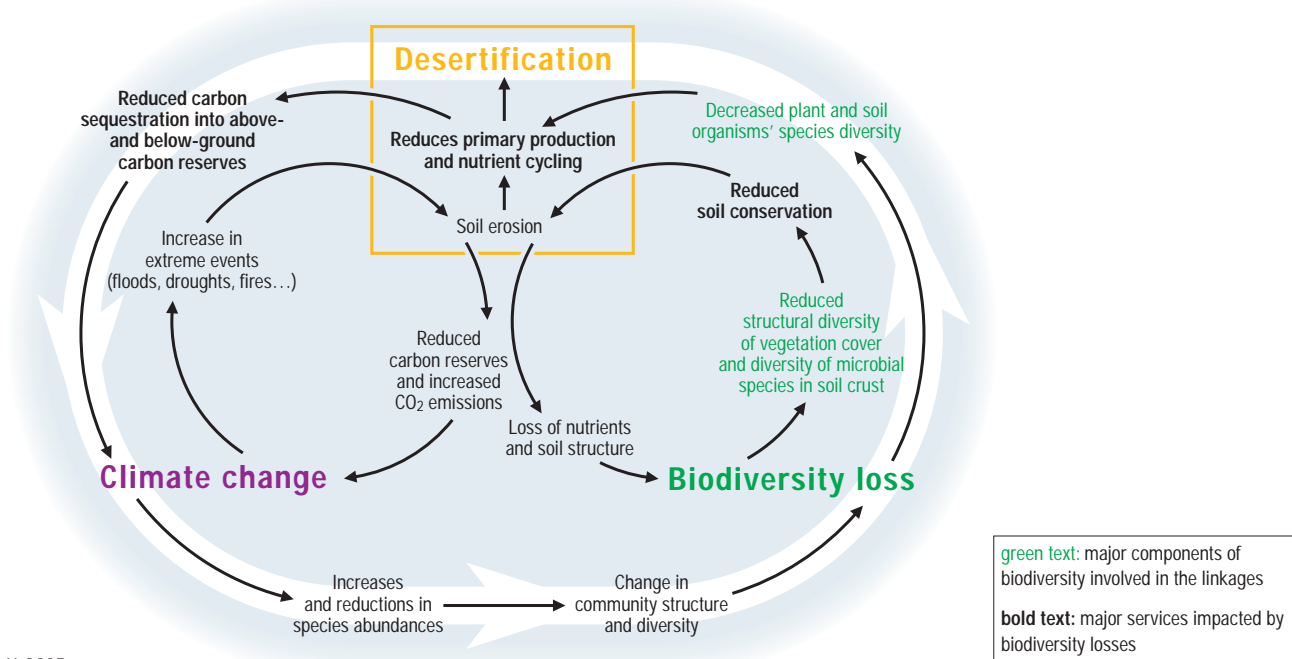 Desertification
Reduced carbon
sequestration into above-
and below-ground
carbon reserves
Reduces primary production
and nutrient cycling
Decreased plant and soil
organisms’ species diversity
Reduced
soil conservation
Soil erosion
Increase in
extreme events
(floods, droughts, fires…)
Reduced
structural diversity
of vegetation cover
and diversity of microbial
species in soil crust
Reduced
carbon reserves
and increased
CO2 emissions
Loss of nutrients
and soil structure
Climate change
Biodiversity loss
Increases
and reductions in
species abundances
Change in
community structure
and diversity
green text: major components of
biodiversity involved in the linkages
bold text: major services impacted by
biodiversity losses